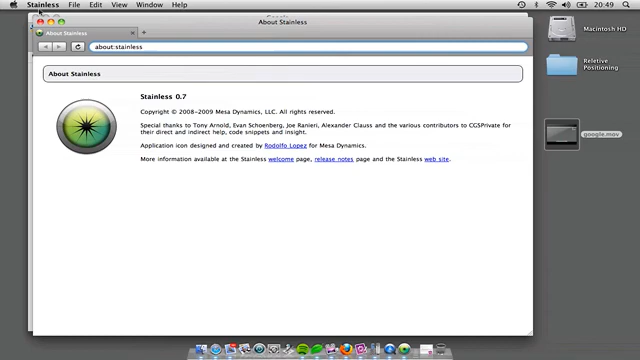 Stainless File Edit View Window Help 20:49
About Stainless
About Stainless
about:stainless
About Stainless
Stainless 0.7
Copyright © 2008-2009 Mesa Dynamics, LLC. All rights reserved.
Special thanks to Tony Arnold, Evan Schoenberg, Joe Ranieri, Alexander Clauss and the various contributors to CGSPrivate for
their direct and indirect help, code snippets and insight.
Application icon designed and created by Rodolfo Lopez for Mesa Dynamics.
More information available at the Stainless welcome page, release notes page and the Stainless web site.
Macintosh HD
Reletive
Positioning
google.mov